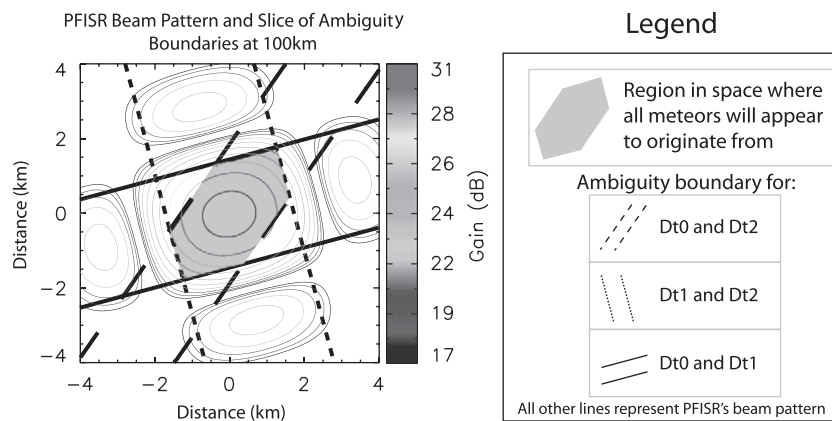 PFISR Beam Pattern and Slice of Ambiguity
Boundaries at 100km
4
2
0
−2
−4
−4
−2
0
2
4
Distance (km)
Distance (km)
31
28
26
24
22
19
17
Gain (dB)
Legend
Region in space where
all meteors will appear
to originate from
Ambiguity boundary for:
Dt0 and Dt2
Dt1 and Dt2
Dt0 and Dt1
All other lines represent PFISR's beam pattern